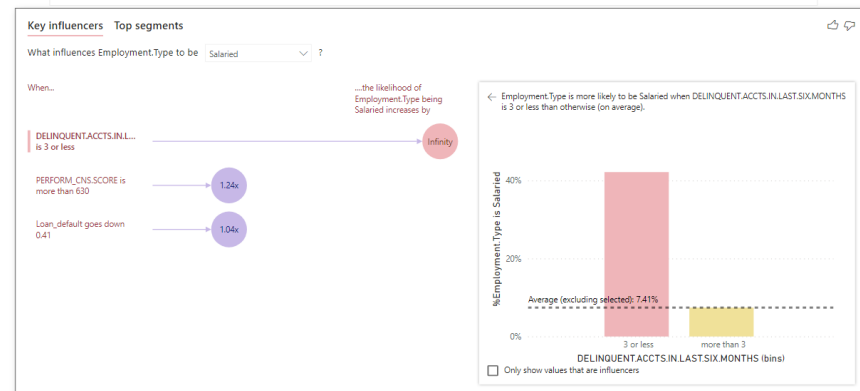 Key influencers Top segments
What influences Employment.Type to be Salaried ?
When...
....the likelihood of
Employment.Type being
Salaried increases by
DELINQUENT.ACCTS.IN.L...
is 3 or less
Infinity
PERFORM_CNS.SCORE is
more than 630
1.24x
Loan_default goes down
0.41
1.04x
← Employment.Type is more likely to be Salaried when DELINQUENT.ACCTS.IN.LAST.SIX.MONTHS
is 3 or less than otherwise (on average).
%Employment.Type is Salaried
40%
20%
Average (excluding selected): 7.41%
0%
3 or less more than 3
DELINQUENT.ACCTS.IN.LAST.SIX.MONTHS (bins)
Only show values that are influencers